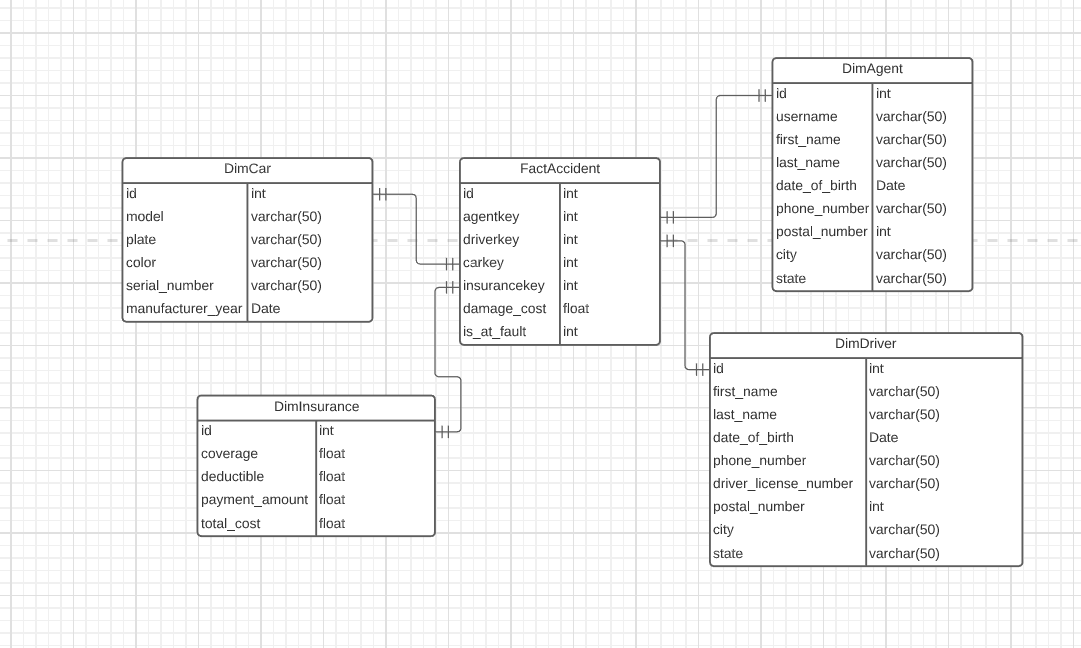 DimAgent
id int
username varchar(50)
first_name varchar(50)
last_name varchar(50)
date_of_birth Date
phone_number varchar(50)
postal_number int
city varchar(50)
state varchar(50)
DimCar
id int
model varchar(50)
plate varchar(50)
color varchar(50)
serial_number varchar(50)
manufacturer_year Date
FactAccident
id int
agentkey int
driverkey int
carkey int
insurancekey int
damage_cost float
is_at_fault int
DimDriver
id int
first_name varchar(50)
last_name varchar(50)
date_of_birth Date
phone_number varchar(50)
driver_license_number varchar(50)
postal_number int
city varchar(50)
state varchar(50)
DimInsurance
id int
coverage float
deductible float
payment_amount float
total_cost float